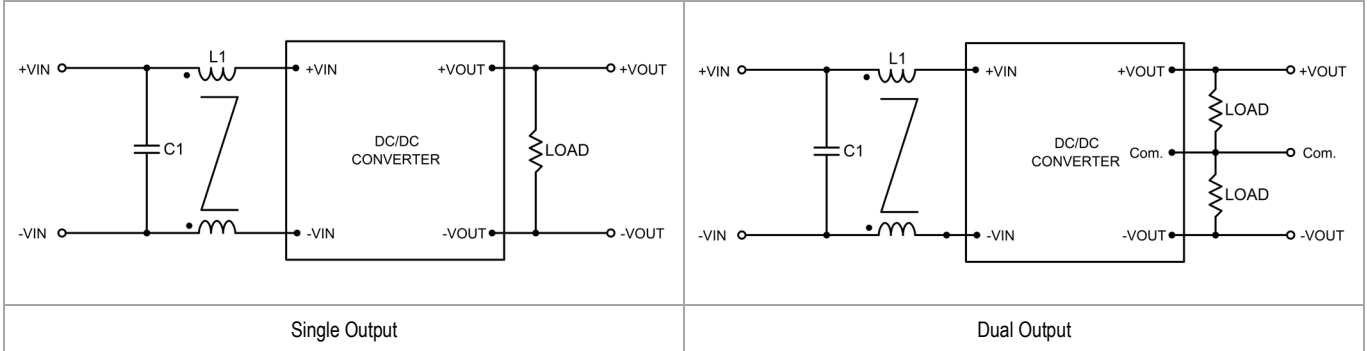 L1
+VIN
+VIN
+VOUT
+VOUT
C1
DC/DC
CONVERTER
LOAD
-VIN
-VIN
-VOUT
-VOUT
Single Output
L1
+VIN
+VIN
+VOUT
+VOUT
LOAD
C1
DC/DC
CONVERTER
Com.
Com.
LOAD
-VIN
-VIN
-VOUT
-VOUT
Dual Output